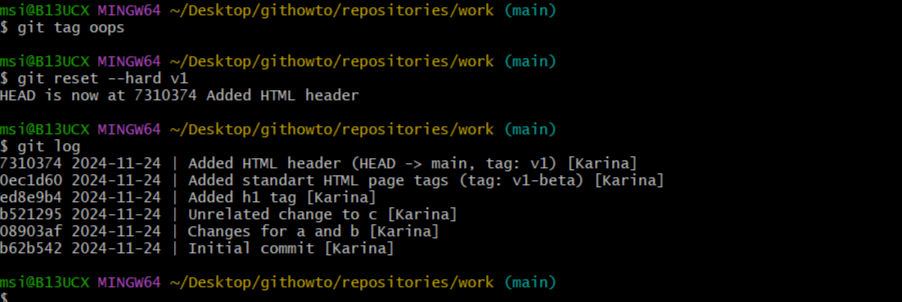 msi@B13UCX MINGW64 ~/Desktop/githowto/repositories/work (main)
$ git tag oops
msi@B13UCX MINGW64 ~/Desktop/githowto/repositories/work (main)
$ git reset --hard v1
HEAD is now at 7310374 Added HTML header
msi@B13UCX MINGW64 ~/Desktop/githowto/repositories/work (main)
$ git log
7310374 2024-11-24 | Added HTML header (HEAD -> main, tag: v1) [Karina]
0ec1d60 2024-11-24 | Added standart HTML page tags (tag: v1-beta) [Karina]
ed8e9b4 2024-11-24 | Added h1 tag [Karina]
b521295 2024-11-24 | Unrelated change to c [Karina]
08903af 2024-11-24 | Changes for a and b [Karina]
b62b542 2024-11-24 | Initial commit [Karina]
msi@B13UCX MINGW64 ~/Desktop/githowto/repositories/work (main)
$